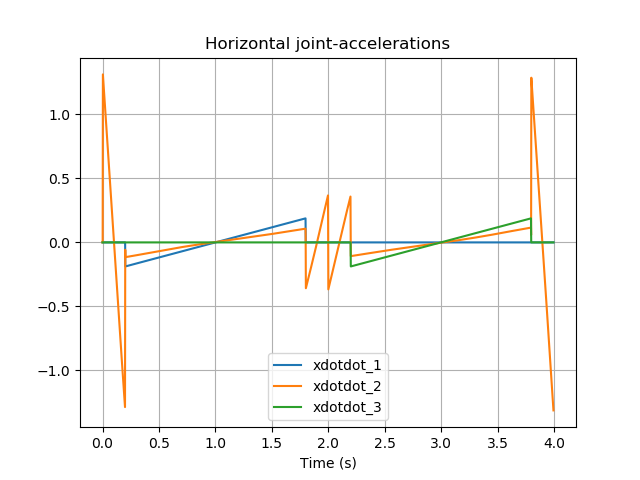 Horizontal joint-accelerations
1.0
0.5
0.0
−0.5
−1.0
xdotdot_1
xdotdot_2
xdotdot_3
0.0 0.5 1.0 1.5 2.0 2.5 3.0 3.5 4.0
Time (s)